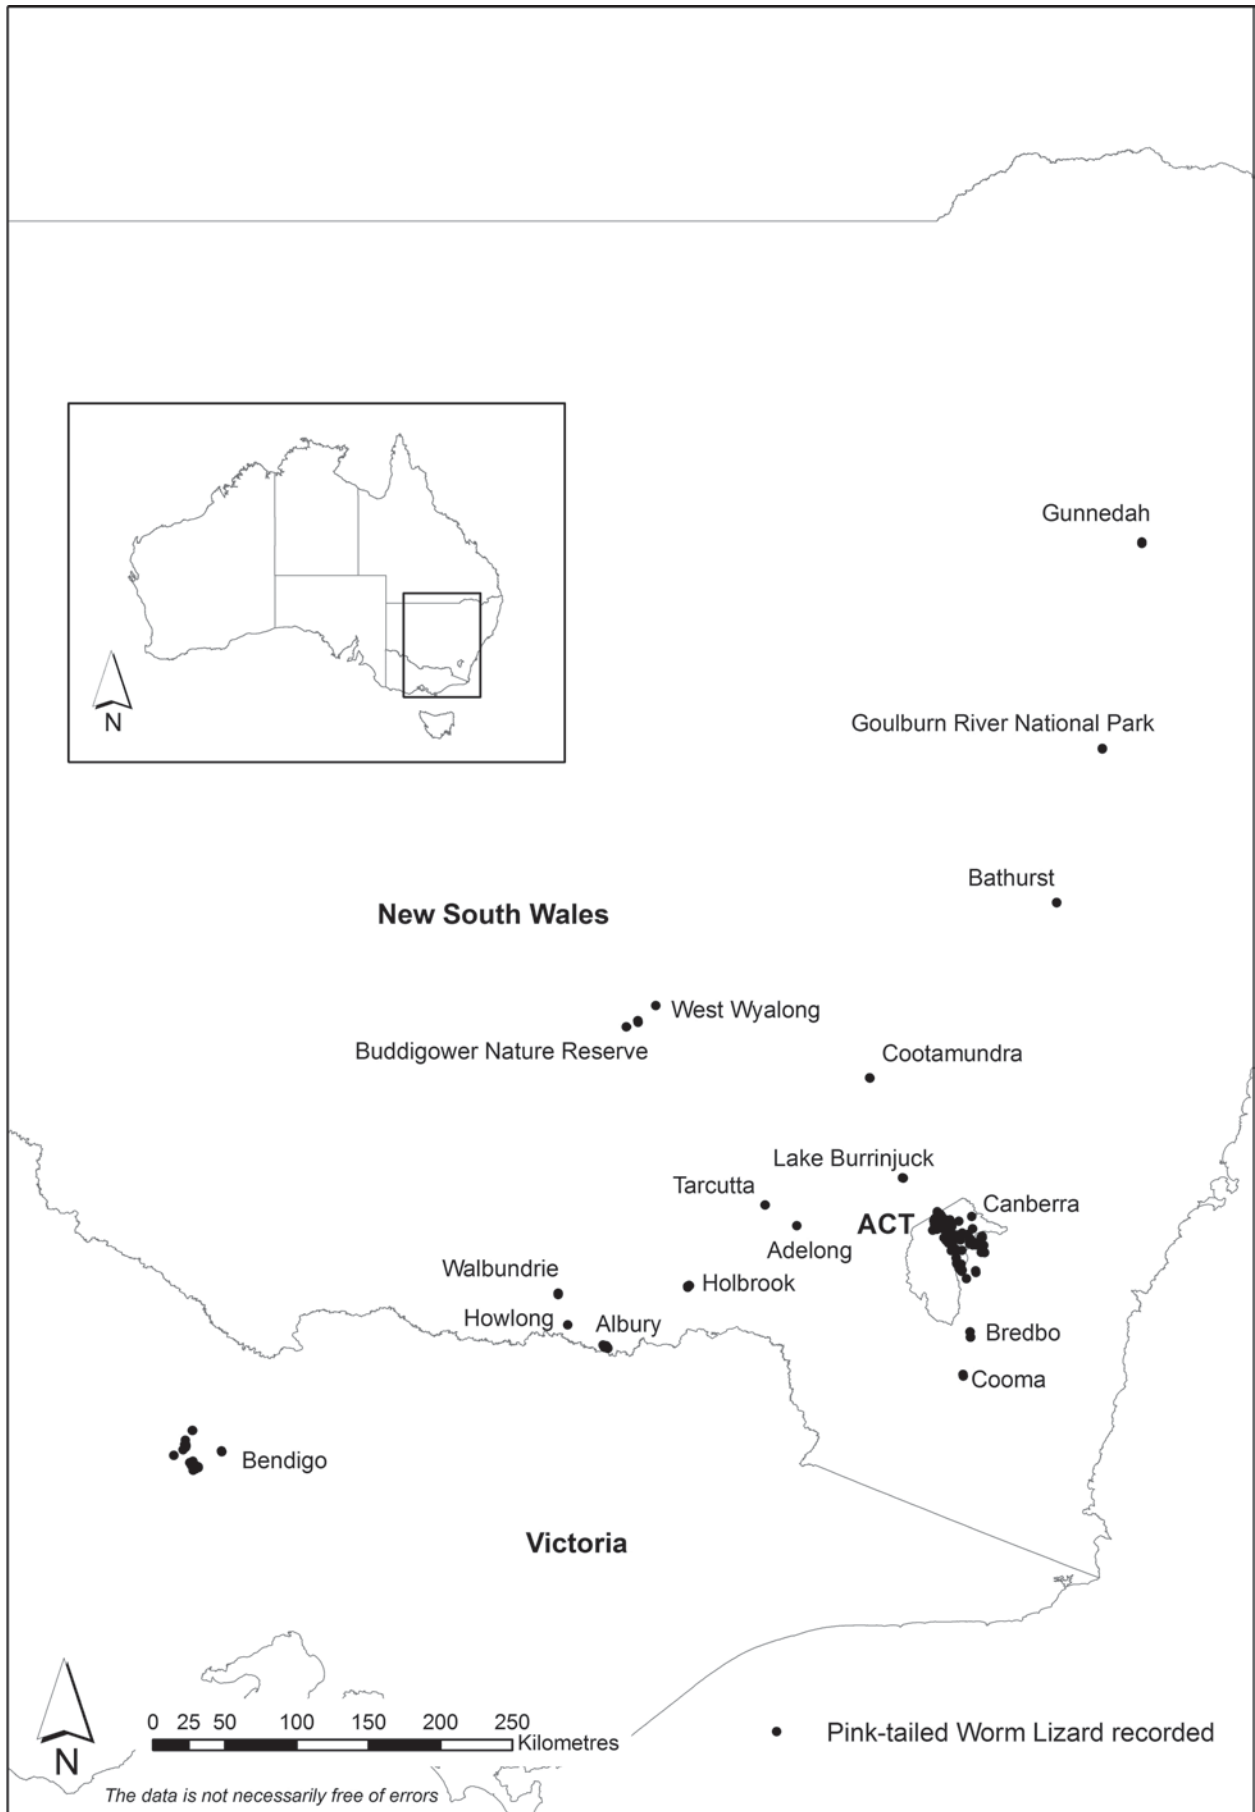 N
Gunnedah
Goulburn River National Park
Bathurst
New South Wales
West Wyalong
Buddigower Nature Reserve
Cootamundra
Lake Burrinjuck
Tarcutta
Canberra
ACT
Adelong
Walbundrie
Holbrook
Howlong
Albury
Bredbo
Cooma
Bendigo
Victoria
0 25 50 100 150 200 250
Kilometres
Pink-tailed Worm Lizard recorded
N
The data is not necessarily free of errors